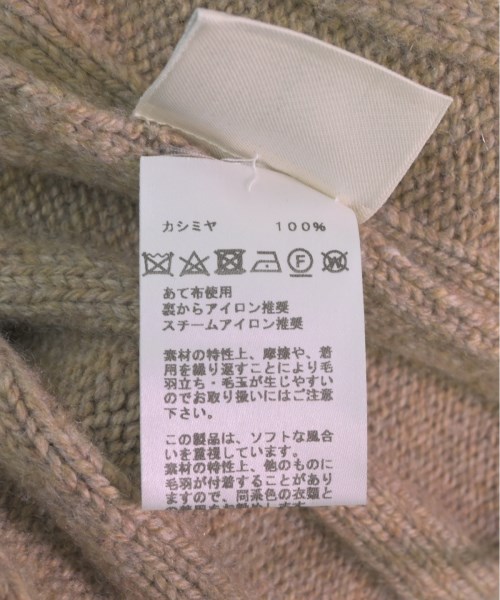 カシミヤ 100%
F
W
あて布使用
裏からアイロン推奨
スチームアイロン推奨
素材の特性上、摩擦や、着
用を繰り返すことにより毛
羽立ち・毛玉が生じやすい
のでお取り扱いにはご注意
下さい。
この製品は、ソフトな風合
いを重視しています。
素材の特性上、他のものに
毛羽が付着することがあり
ますので、同系色の衣類と